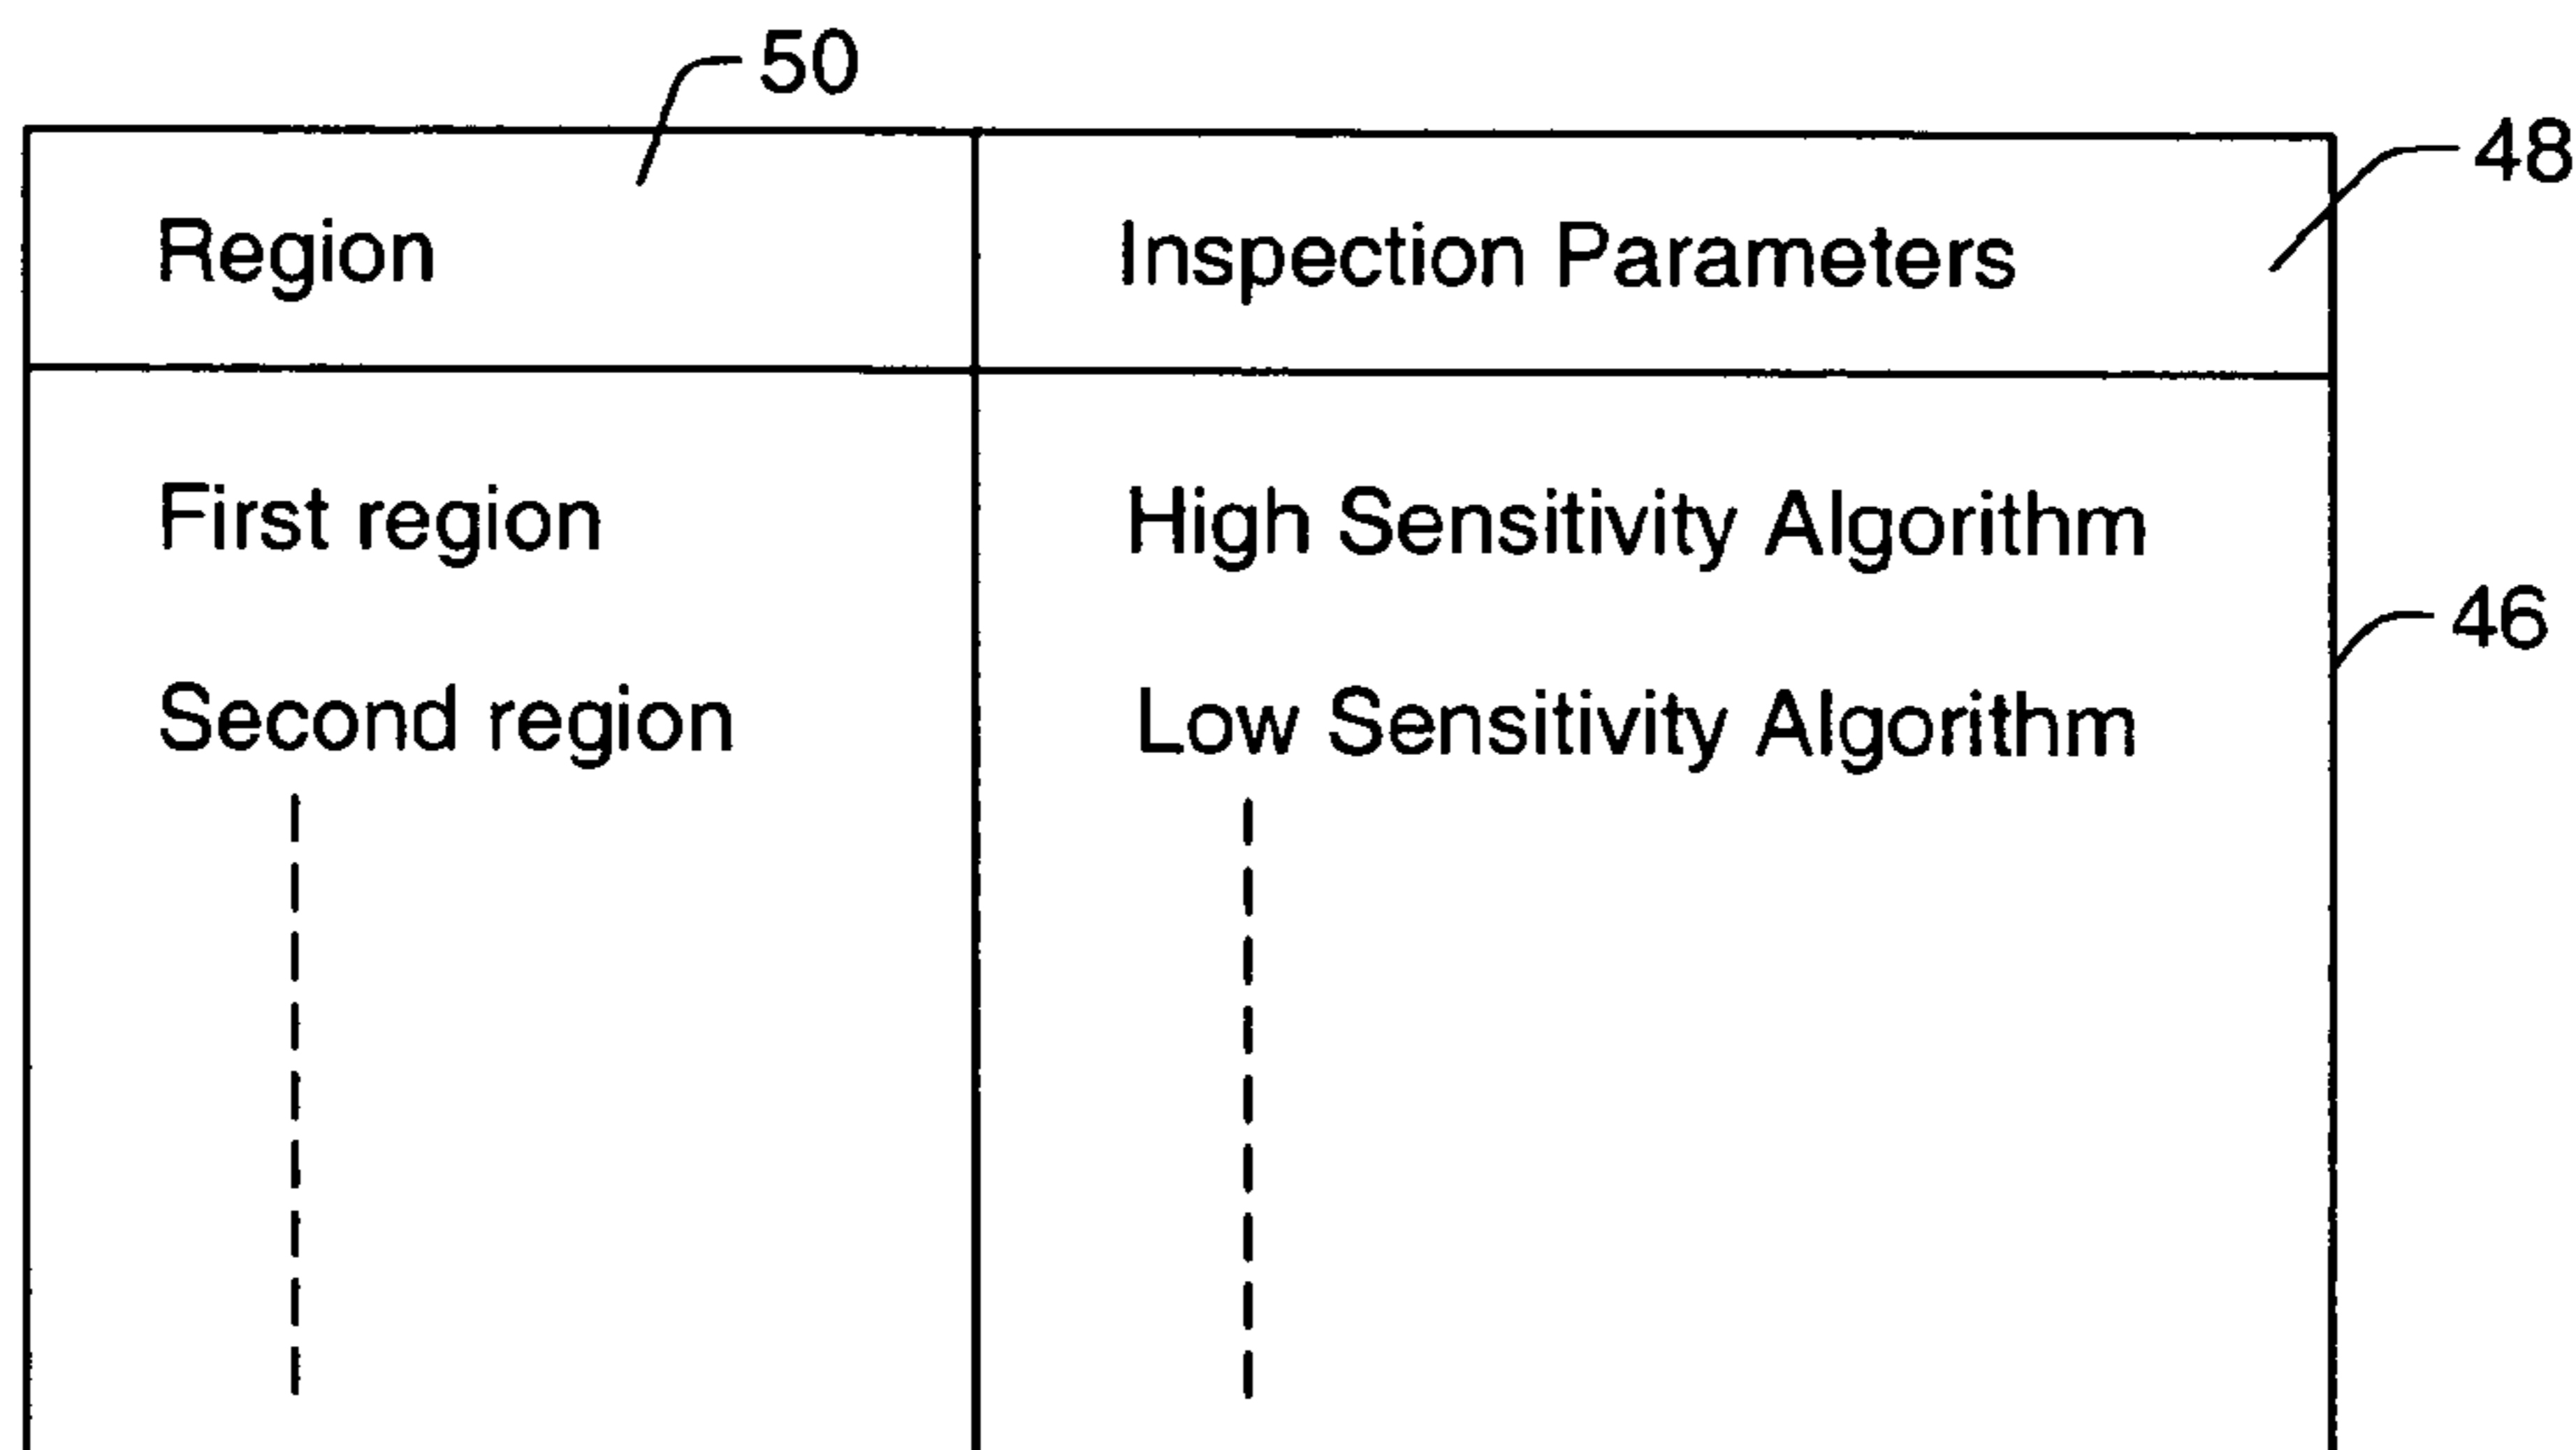 50
48
Region Inspection Parameters
First region High Sensitivity Algorithm
46
Second region Low Sensitivity Algorithm